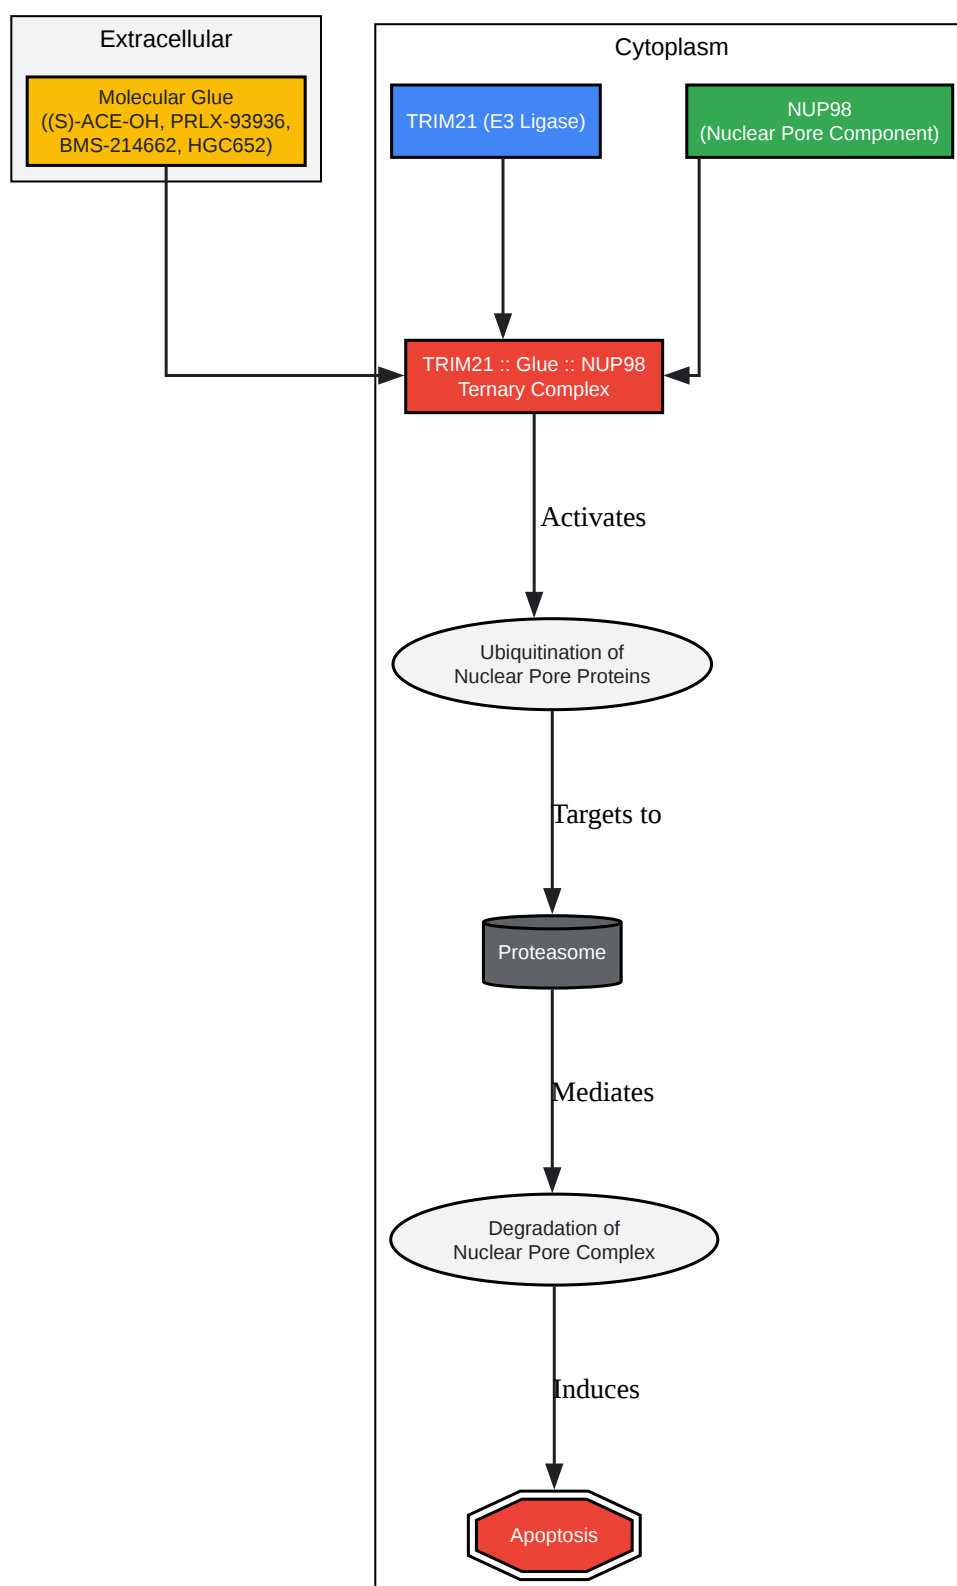 Extracellular
Molecular Glue
((S)-ACE-OH, PRLX-93936,
BMS-214662, HGC652)
Cytoplasm
TRIM21 (E3 Ligase)
NUP98
(Nuclear Pore Component)
TRIM21 :: Glue :: NUP98
Ternary Complex
Activates
Ubiquitination of
Nuclear Pore Proteins
Targets to
Proteasome
Mediates
Degradation of
Nuclear Pore Complex
Induces
Apoptosis